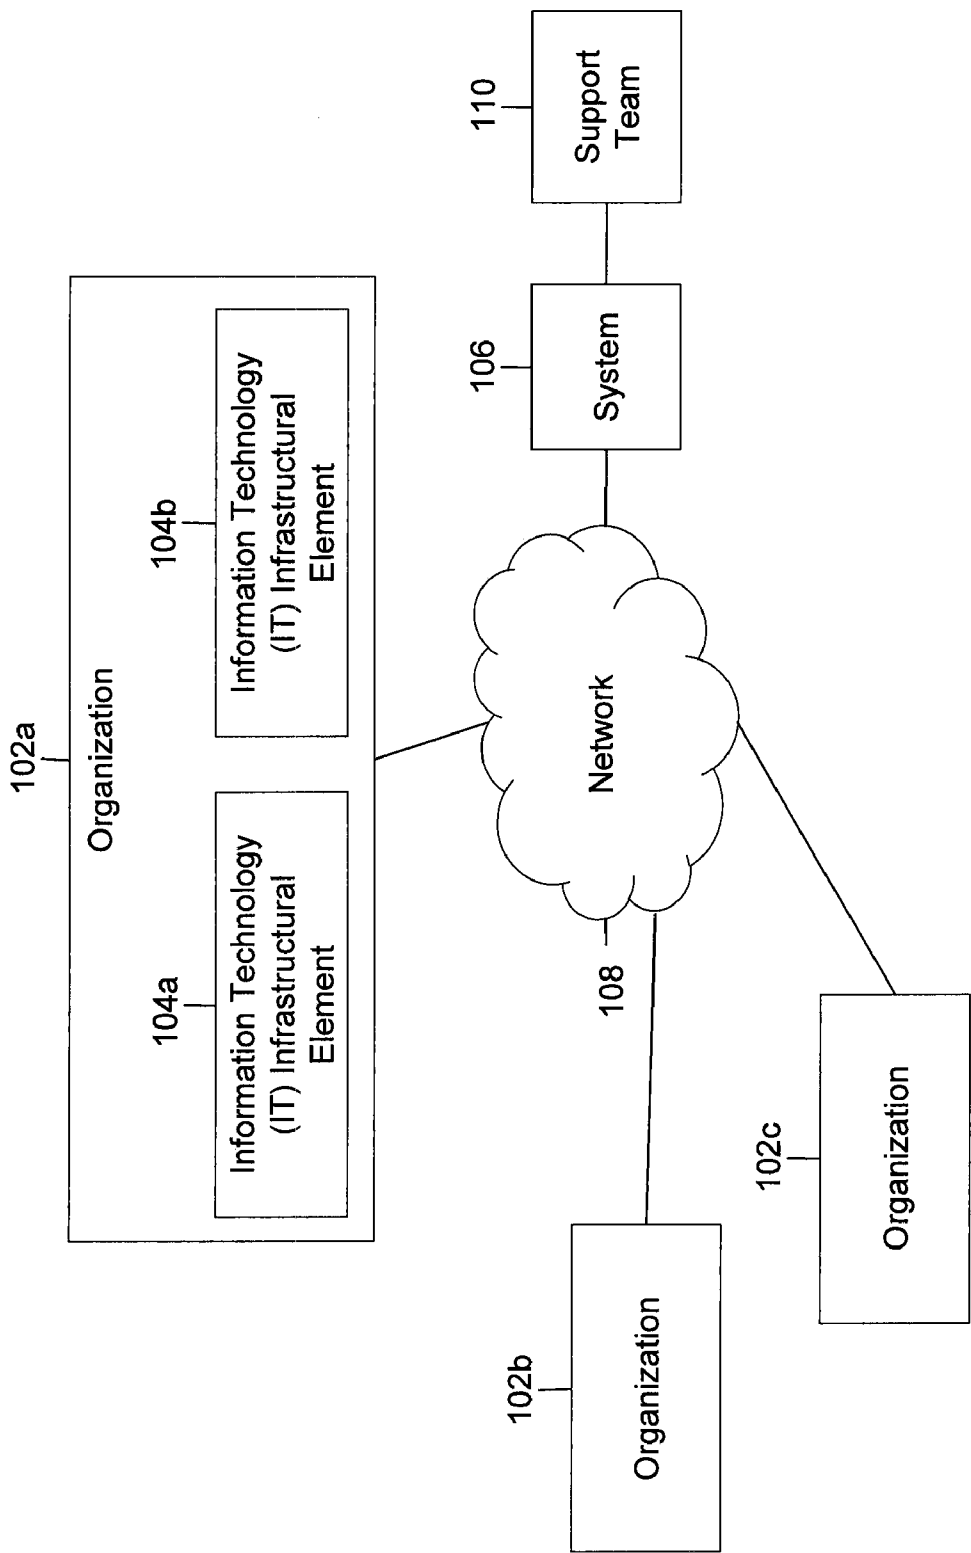 102a
Organization
104a
104b
Information Technology
(IT) Infrastructural
Element
Information Technology
(IT) Infrastructural
Element
108
Network
106
System
110
Support
Team
102b
Organization
102c
Organization